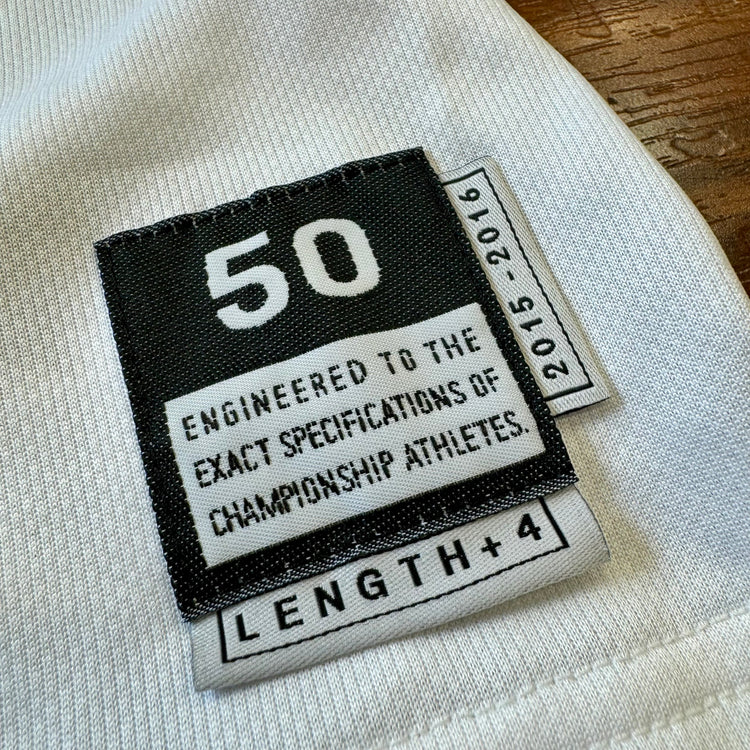 50
ENGINEERED TO THE
EXACT SPECIFICATIONS OF
CHAMPIONSHIP ATHLETES.
LENGTH+4
2015-2016